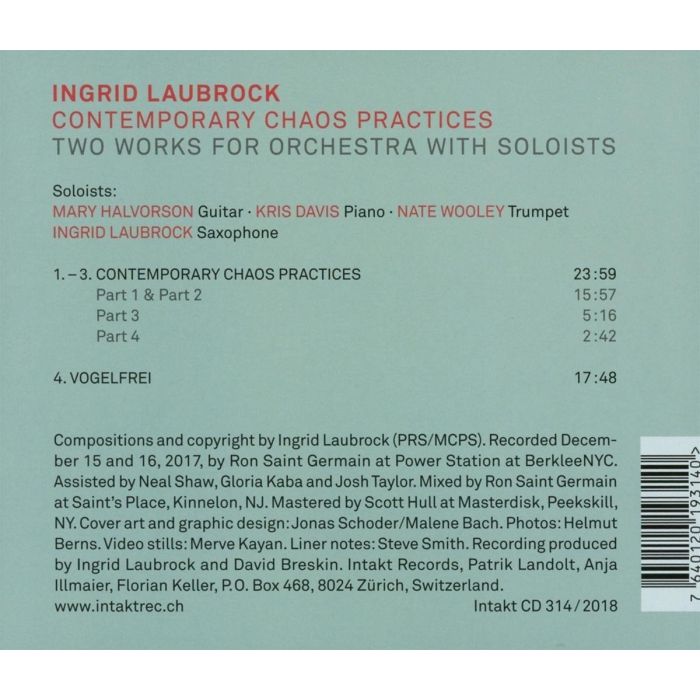 INGRID LAUBROCK
CONTEMPORARY CHAOS PRACTICES
TWO WORKS FOR ORCHESTRA WITH SOLOISTS
Soloists:
MARY HALVORSON Guitar · KRIS DAVIS Piano · NATE WOOLEY Trumpet
INGRID LAUBROCK Saxophone
1. – 3. CONTEMPORARY CHAOS PRACTICES 23:59
Part 1 & Part 2 15:57
Part 3 5:16
Part 4 2:42
4. VOGELFREI 17:48
Compositions and copyright by Ingrid Laubrock (PRS/MCPS). Recorded Decem-
ber 15 and 16, 2017, by Ron Saint Germain at Power Station at BerkleeNYC.
Assisted by Neal Shaw, Gloria Kaba and Josh Taylor. Mixed by Ron Saint Germain
at Saint's Place, Kinnelon, NJ. Mastered by Scott Hull at Masterdisk, Peekskill,
NY. Cover art and graphic design: Jonas Schoder/Malene Bach. Photos: Helmut
Berns. Video stills: Merve Kayan. Liner notes: Steve Smith. Recording produced
by Ingrid Laubrock and David Breskin. Intakt Records, Patrik Landolt, Anja
Illmaier, Florian Keller, P.O. Box 468, 8024 Zürich, Switzerland.
www.intaktrec.ch Intakt CD 314 / 2018
7 640120 193140>